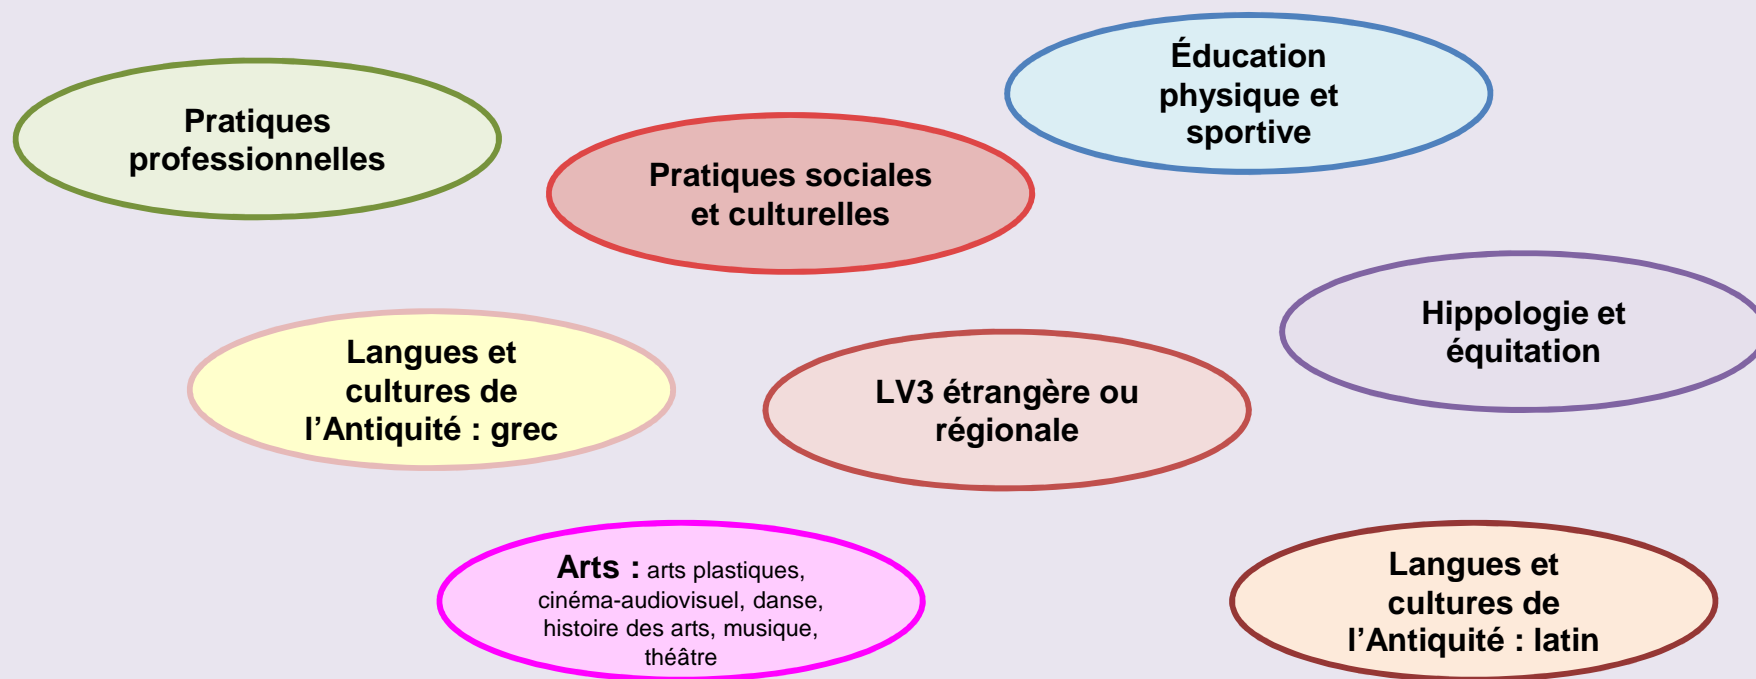 Pratiques
professionnelles
Pratiques sociales
et culturelles
Éducation
physique et
sportive
Langues et
cultures de
l’Antiquité : grec
LV3 étrangère ou
régionale
Hippologie et
équitation
Arts : arts plastiques,
cinéma-audiovisuel, danse,
histoire des arts, musique,
théâtre
Langues et
cultures de
l’Antiquité : latin